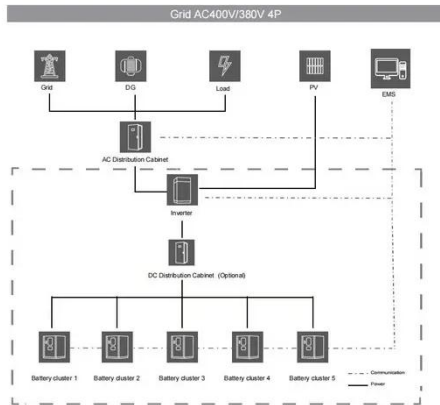 Grid AC400V/380V 4P
Grid
DG
Load
PV
EMS
AC Distribution Cabinet
Inverter
DC Distribution Cabinet (Optional)
Battery cluster 1
Battery cluster 2
Battery cluster 3
Battery cluster 4
Battery cluster 5
Communication
Power